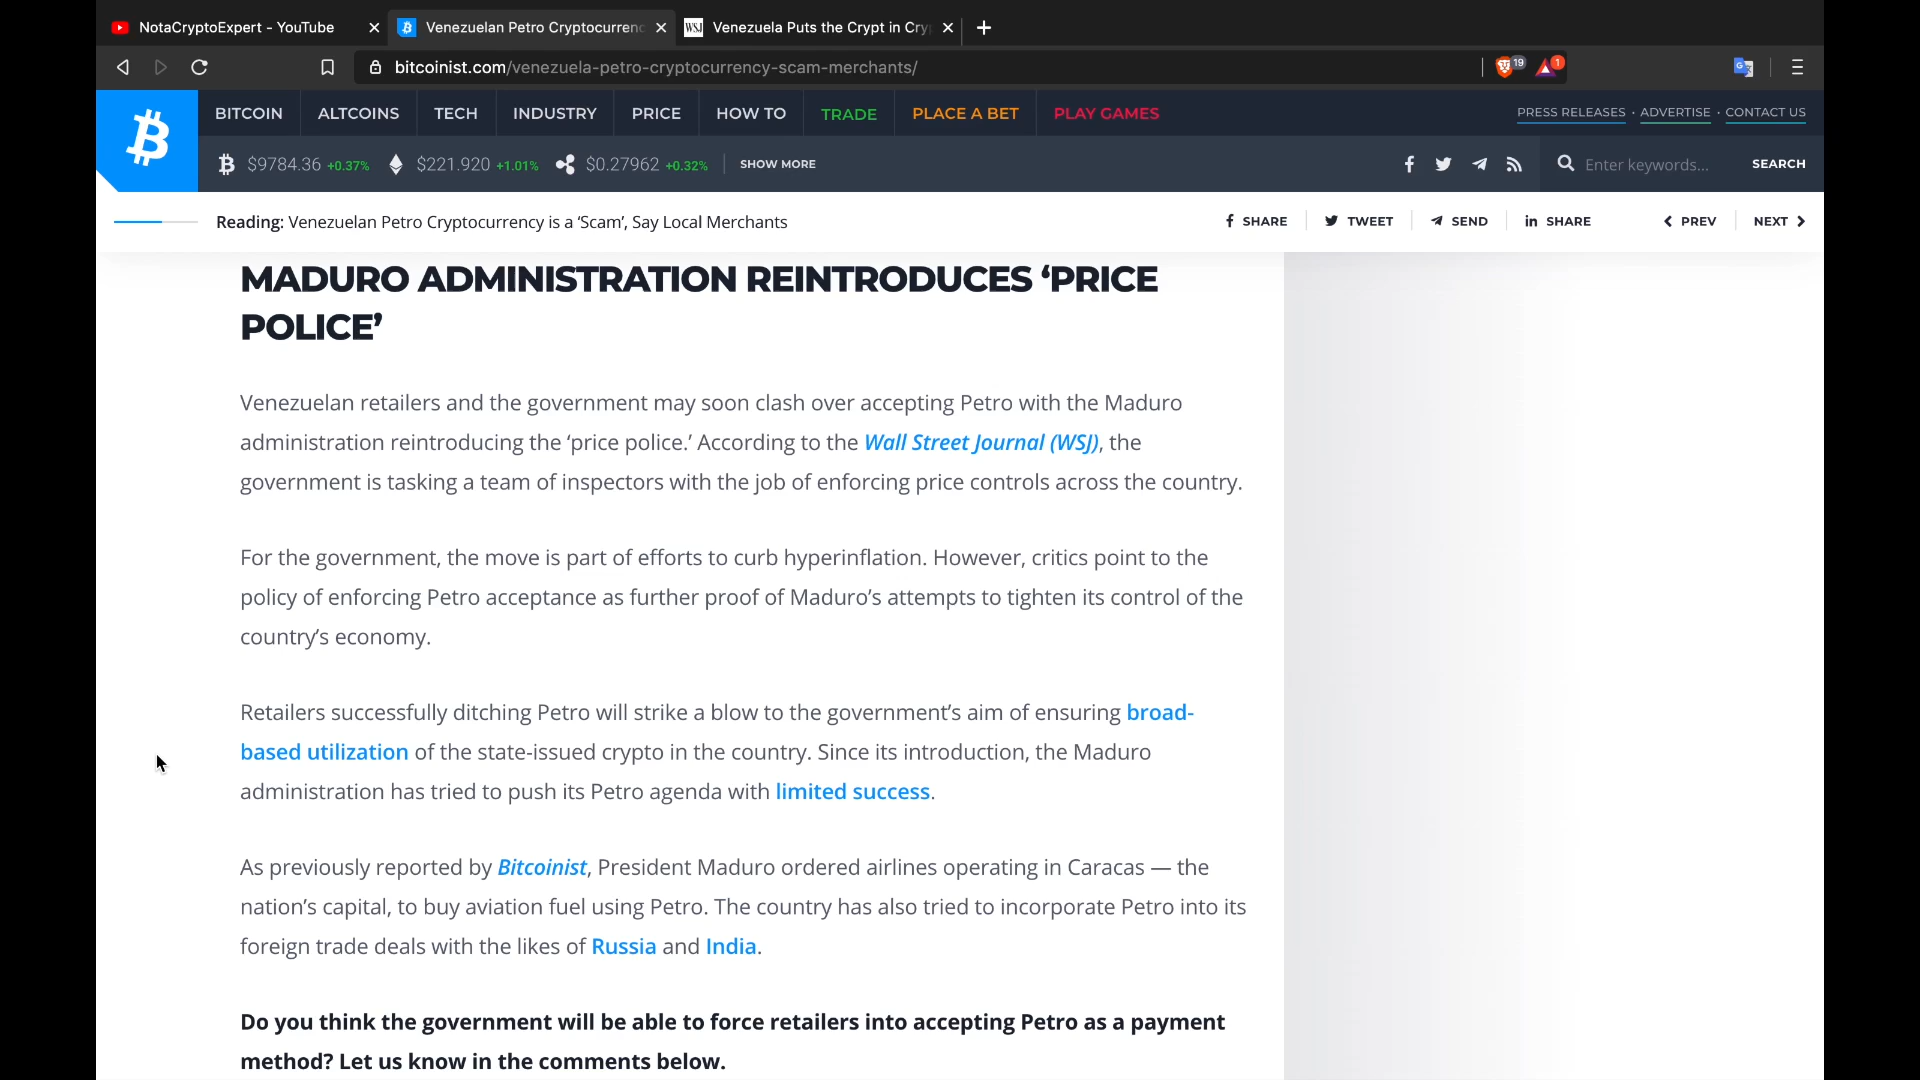 NotaCryptoExpert - YouTube
Venezuelan Petro Cryptocurrenc
WSJ Venezuela Puts the Crypt in Cry
bitcoinist.com/venezuela-petro-cryptocurrency-scam-merchants/
19
1
BITCOIN ALTCOINS TECH INDUSTRY PRICE HOW TO TRADE PLACE A BET PLAY GAMES PRESS RELEASES · ADVERTISE · CONTACT US
$9784.36 +0.37% $221.920 +1.01% $0.27962 +0.32% SHOW MORE Enter keywords... SEARCH
Reading: Venezuelan Petro Cryptocurrency is a ‘Scam’, Say Local Merchants SHARE TWEET SEND SHARE PREV NEXT
MADURO ADMINISTRATION REINTRODUCES ‘PRICE
POLICE’
Venezuelan retailers and the government may soon clash over accepting Petro with the Maduro
administration reintroducing the ‘price police.’ According to the Wall Street Journal (WSJ), the
government is tasking a team of inspectors with the job of enforcing price controls across the country.
For the government, the move is part of efforts to curb hyperinflation. However, critics point to the
policy of enforcing Petro acceptance as further proof of Maduro’s attempts to tighten its control of the
country’s economy.
Retailers successfully ditching Petro will strike a blow to the government’s aim of ensuring broad-
based utilization of the state-issued crypto in the country. Since its introduction, the Maduro
administration has tried to push its Petro agenda with limited success.
As previously reported by Bitcoinist, President Maduro ordered airlines operating in Caracas — the
nation’s capital, to buy aviation fuel using Petro. The country has also tried to incorporate Petro into its
foreign trade deals with the likes of Russia and India.
Do you think the government will be able to force retailers into accepting Petro as a payment
method? Let us know in the comments below.